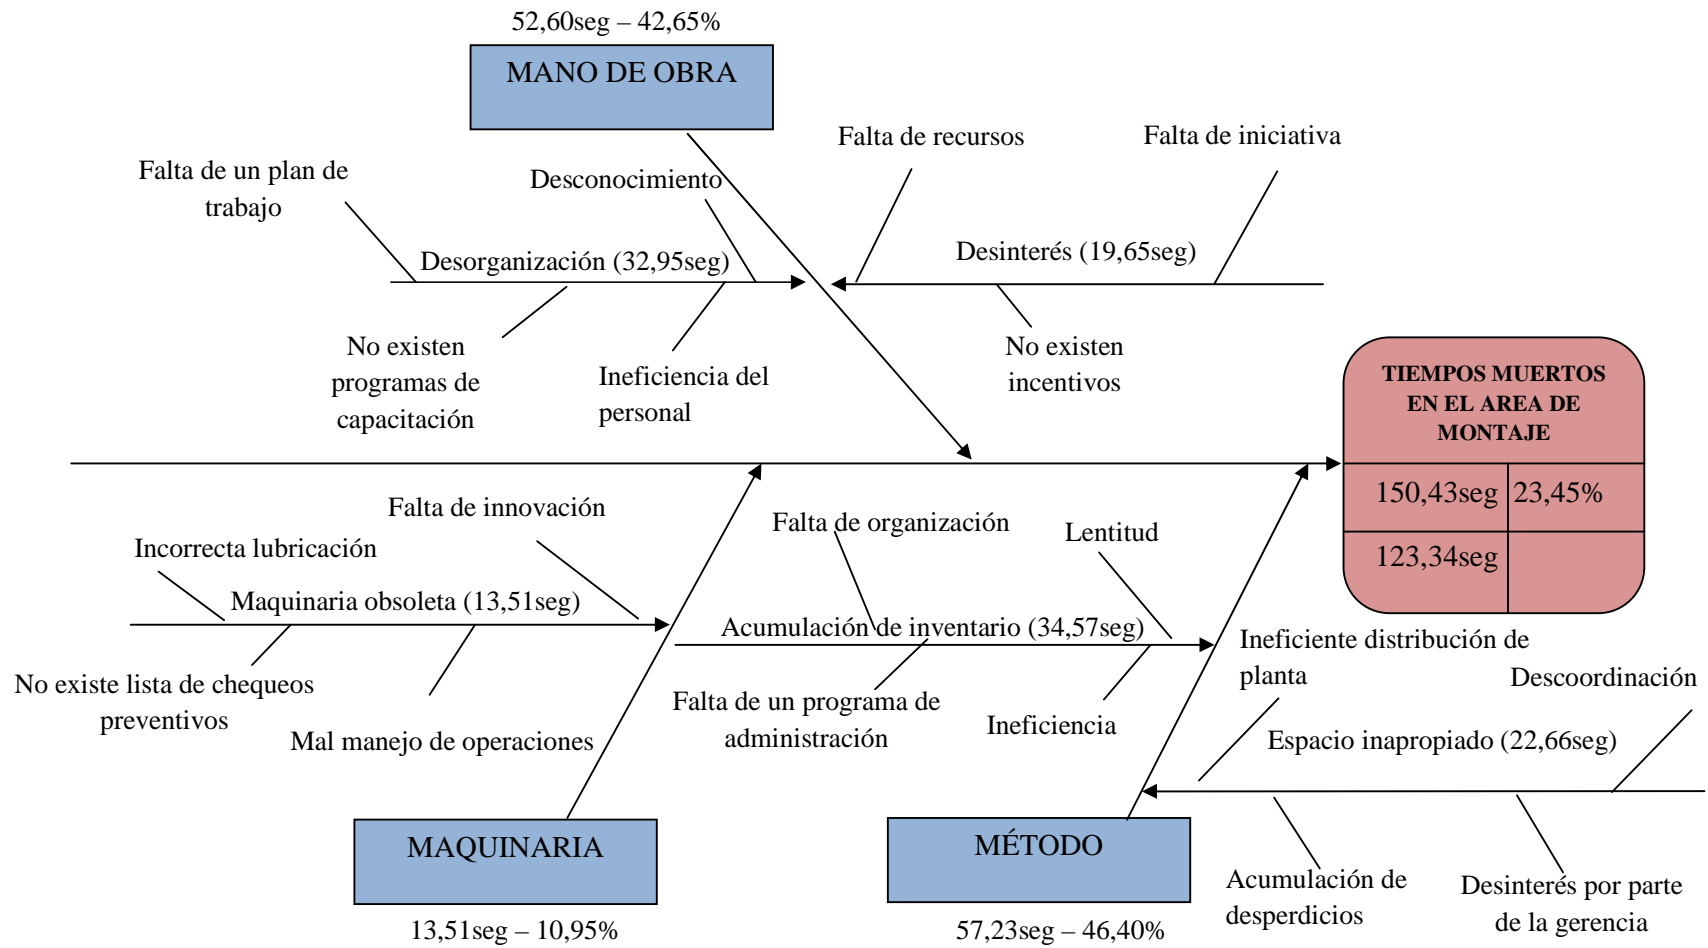 52,60seg – 42,65%
MANO DE OBRA
Falta de recursos
Falta de iniciativa
Falta de un plan de
trabajo
Desconocimiento
Desorganización (32,95seg)
Desinterés (19,65seg)
No existen
programas de
capacitación
Ineficiencia del
personal
No existen
incentivos
TIEMPOS MUERTOS
EN EL AREA DE
MONTAJE
150,43seg 23,45%
123,34seg
Falta de innovación
Incorrecta lubricación
Maquinaria obsoleta (13,51seg)
No existe lista de chequeos
preventivos
Mal manejo de operaciones
Falta de organización
Lentitud
Acumulación de inventario (34,57seg)
Falta de un programa de
administración
Ineficiencia
Ineficiente distribución de
planta
Descoordinación
Espacio inapropiado (22,66seg)
Acumulación de
desperdicios
Desinterés por parte
de la gerencia
MAQUINARIA
13,51seg – 10,95%
MÉTODO
57,23seg – 46,40%